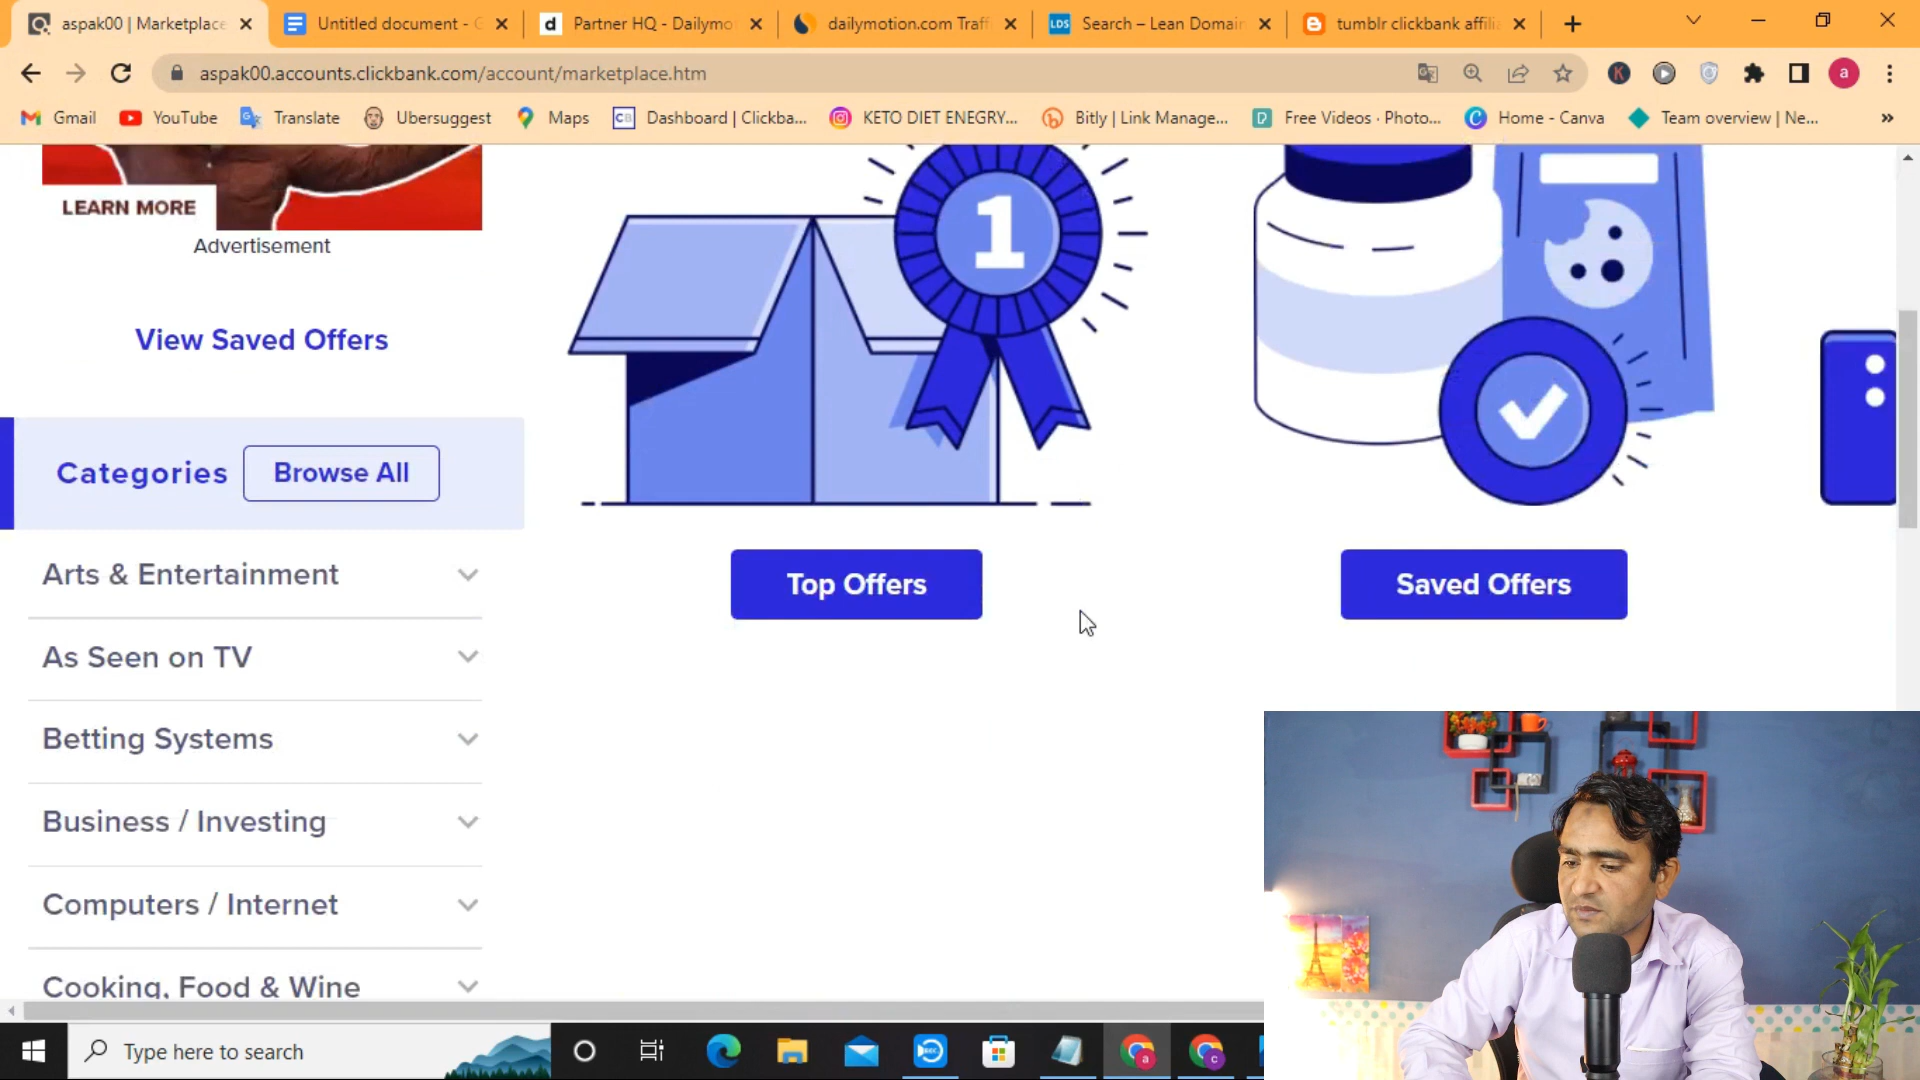 aspak00 | Marketplace
Untitled document - G
Partner HQ - Dailymo
dailymotion.com Traff
LDS
Search – Lean Domain
tumblr clickbank affili
aspak00.accounts.clickbank.com/account/marketplace.htm
K
a
Gmail
YouTube
Translate
Ubersuggest
Maps
CB
Dashboard | Clickba...
KETO DIET ENEGRY...
Bitly | Link Manage...
Free Videos · Photo...
Home - Canva
Team overview | Ne...
»
LEARN MORE
Advertisement
1
View Saved Offers
Categories
Browse All
Top Offers
Saved Offers
Arts & Entertainment
As Seen on TV
Betting Systems
Business / Investing
Computers / Internet
Cooking, Food & Wine
Type here to search
REC
a
c